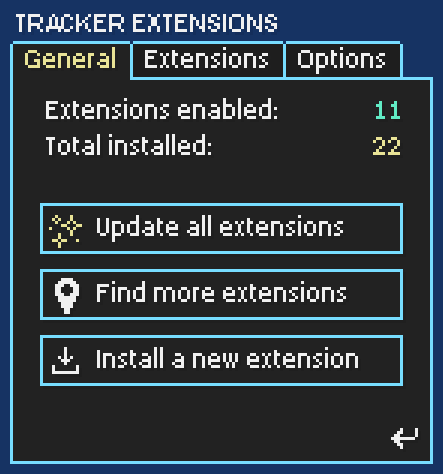 TRACKER EXTENSIONS
General Extensions Options
Extensions enabled: 11
Total installed: 22
Update all extensions
Find more extensions
Install a new extension